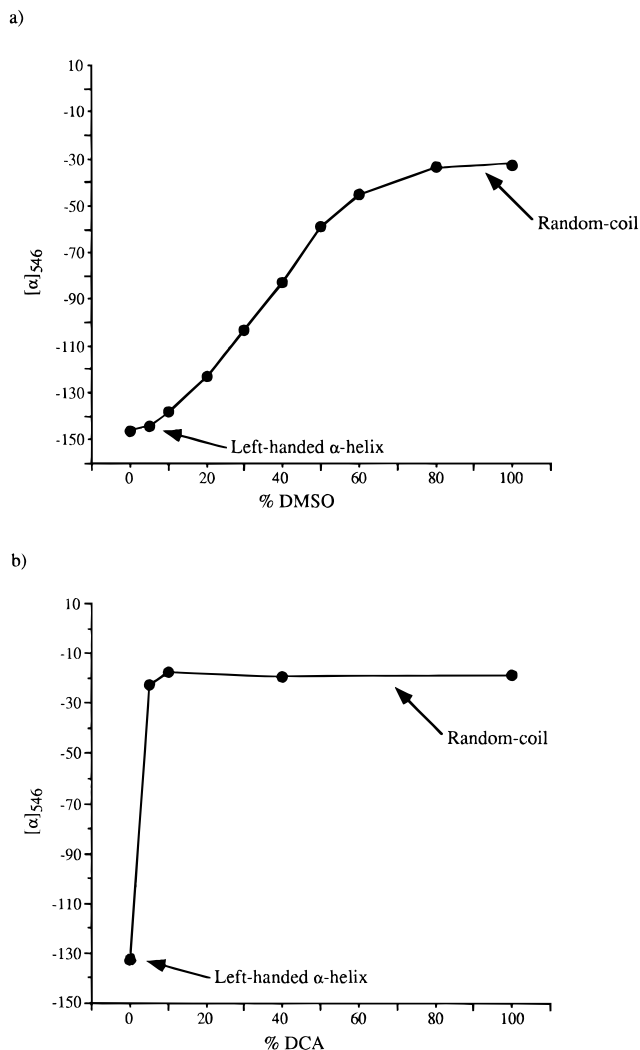 a)
10
-10
-30
-50
-70
-90
-110
-130
-150
[α]546
Random-coil
Left-handed α-helix
0 20 40 60 80 100
% DMSO
b)
10
-10
-30
-50
-70
-90
-110
-130
-150
[α]546
Random-coil
Left-handed α-helix
0 20 40 60 80 100
% DCA